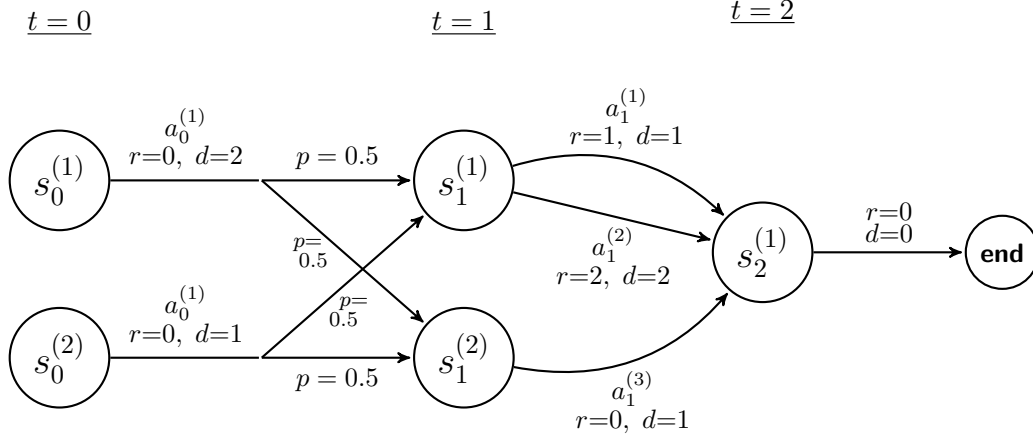 t = 0
t = 1
t = 2
a_0^{(1)}
r=0, d=2
p = 0.5
a_1^{(1)}
r=1, d=1
s_0^{(1)}
s_1^{(1)}
p=
0.5
a_1^{(2)}
r=2, d=2
s_2^{(1)}
r=0
d=0
end
a_0^{(1)}
r=0, d=1
p=
0.5
s_0^{(2)}
p = 0.5
s_1^{(2)}
a_1^{(3)}
r=0, d=1